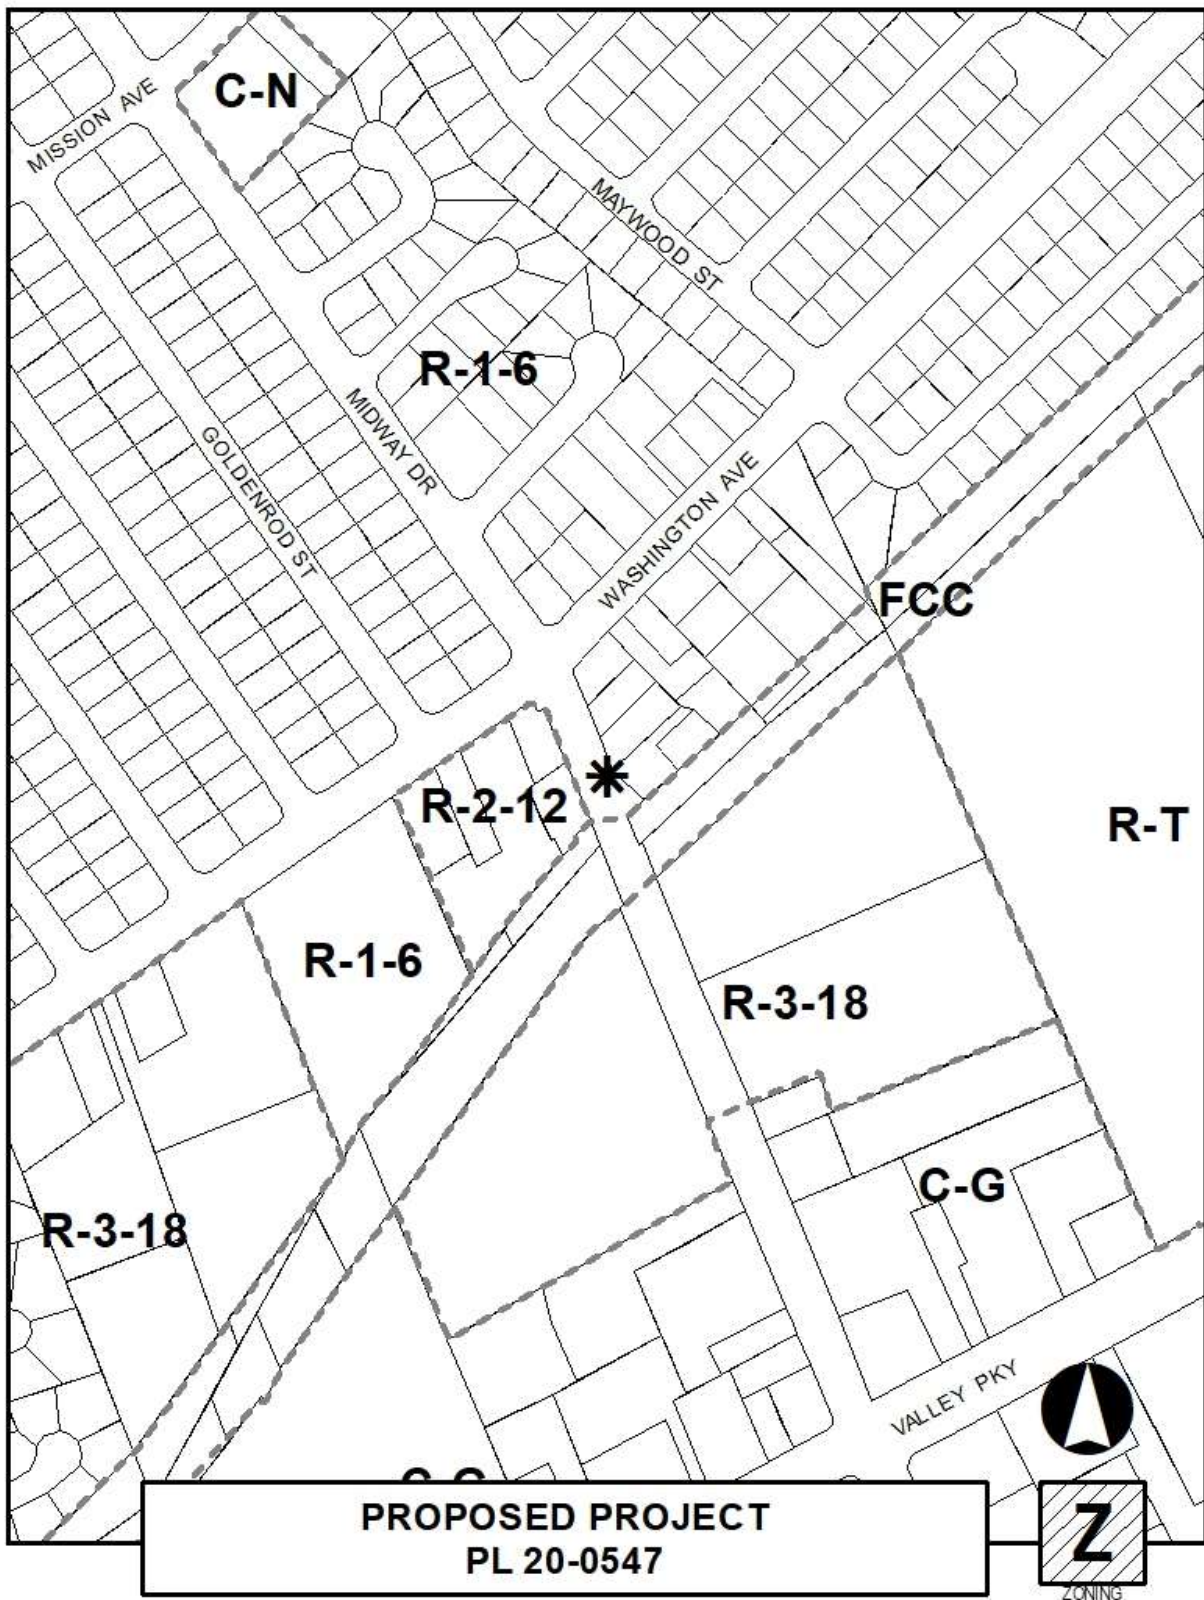 C-N
MISSION AVE
MAYWOOD ST
R-1-6
MIDWAY DR
GOLDENROD ST
WASHINGTON AVE
FCC
R-2-12
R-T
R-1-6
R-3-18
C-G
R-3-18
VALLEY PKY
PROPOSED PROJECT
PL 20-0547
Z
ZONING